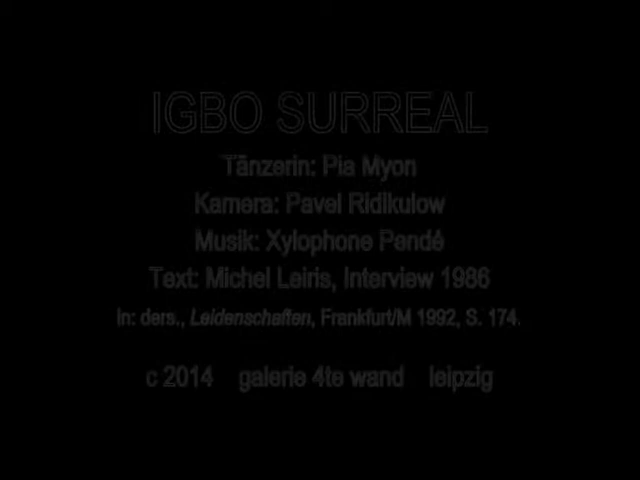 IGBO SURREAL
Tänzerin: Pia Myon
Kamera: Pavel Ridikulow
Musik: Xylophone Pendé
Text: Michel Leiris, Interview 1986
In: ders., Leidenschaften, Frankfurt/M 1992, S. 174.
c 2014 galerie 4te wand leipzig